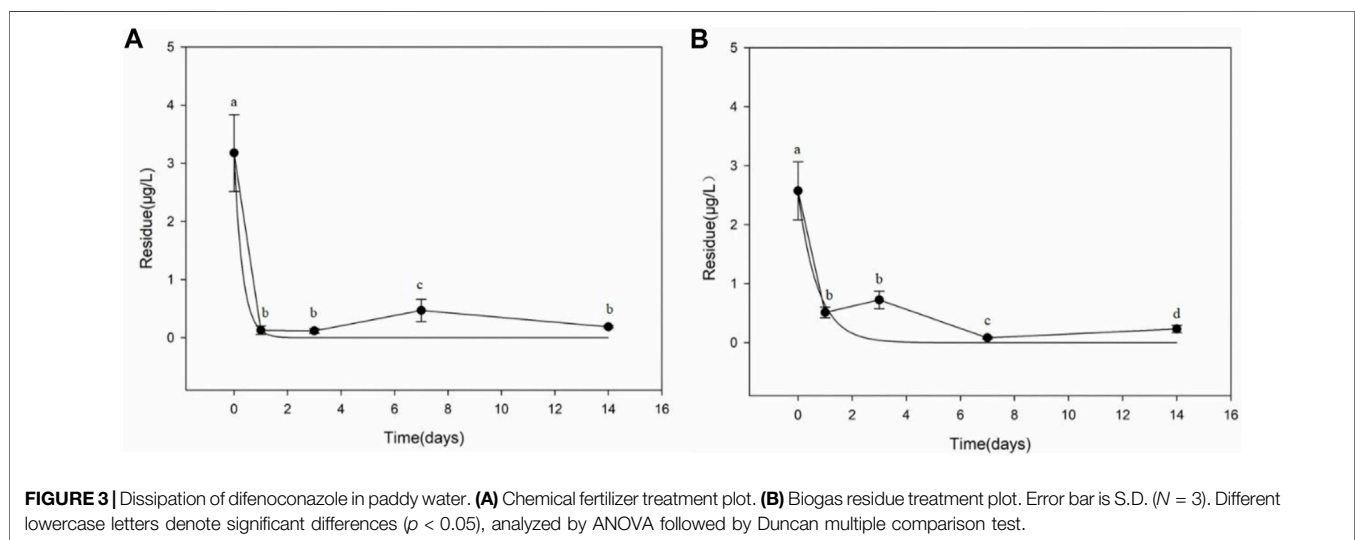 A
5
4
3
2
1
0
Residue(µg/L)
a
b
b
c
b
0
2
4
6
8
10
12
14
16
Time(days)
B
5
4
3
2
1
0
Residue(µg/L）
a
b
b
c
d
0
2
4
6
8
10
12
14
16
Time(days)
FIGURE 3 | Dissipation of difenoconazole in paddy water. (A) Chemical fertilizer treatment plot. (B) Biogas residue treatment plot. Error bar is S.D. (N = 3). Different
lowercase letters denote significant differences (p < 0.05), analyzed by ANOVA followed by Duncan multiple comparison test.